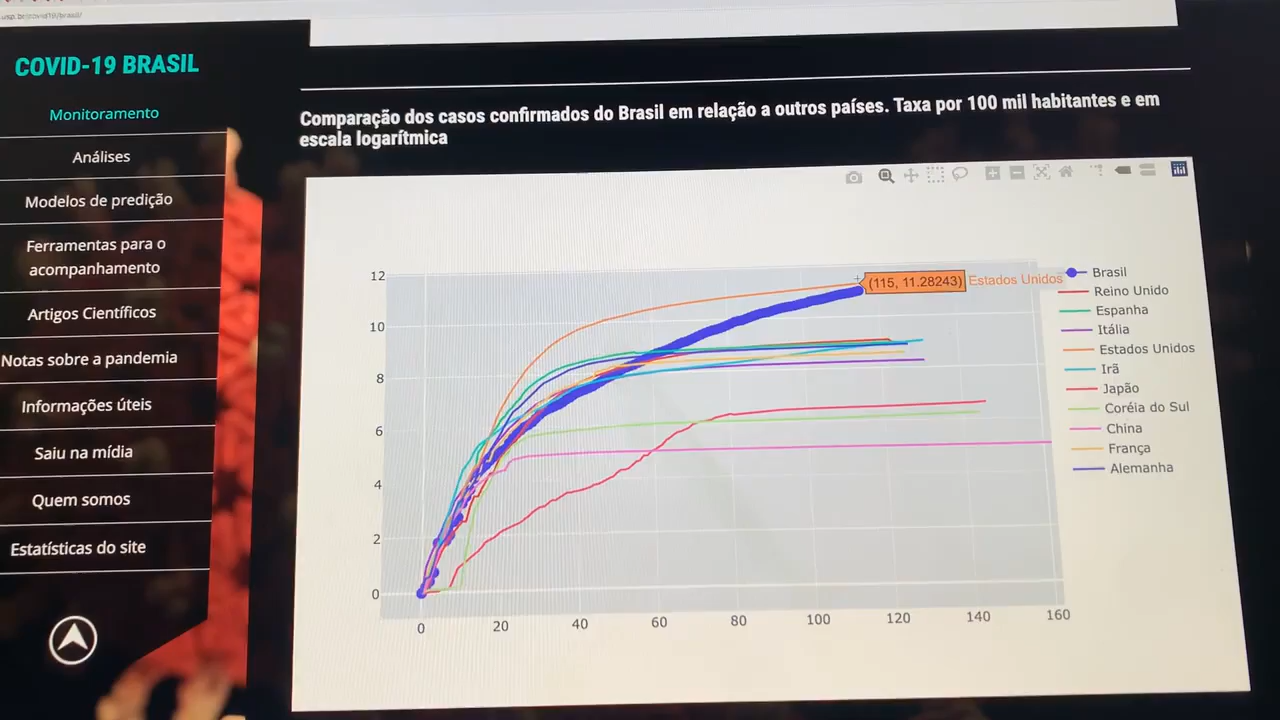 usp.br/covid19/brasil/
COVID-19 BRASIL
Monitoramento
Análises
Modelos de predição
Ferramentas para o
acompanhamento
Artigos Científicos
Notas sobre a pandemia
Informações úteis
Saiu na mídia
Quem somos
Estatísticas do site
Comparação dos casos confirmados do Brasil em relação a outros países. Taxa por 100 mil habitantes e em
escala logarítmica
12
10
8
6
4
2
0
0 20 40 60 80 100 120 140 160
(115, 11.28243) Estados Unidos
Brasil
Reino Unido
Espanha
Itália
Estados Unidos
Irã
Japão
Coréia do Sul
China
França
Alemanha